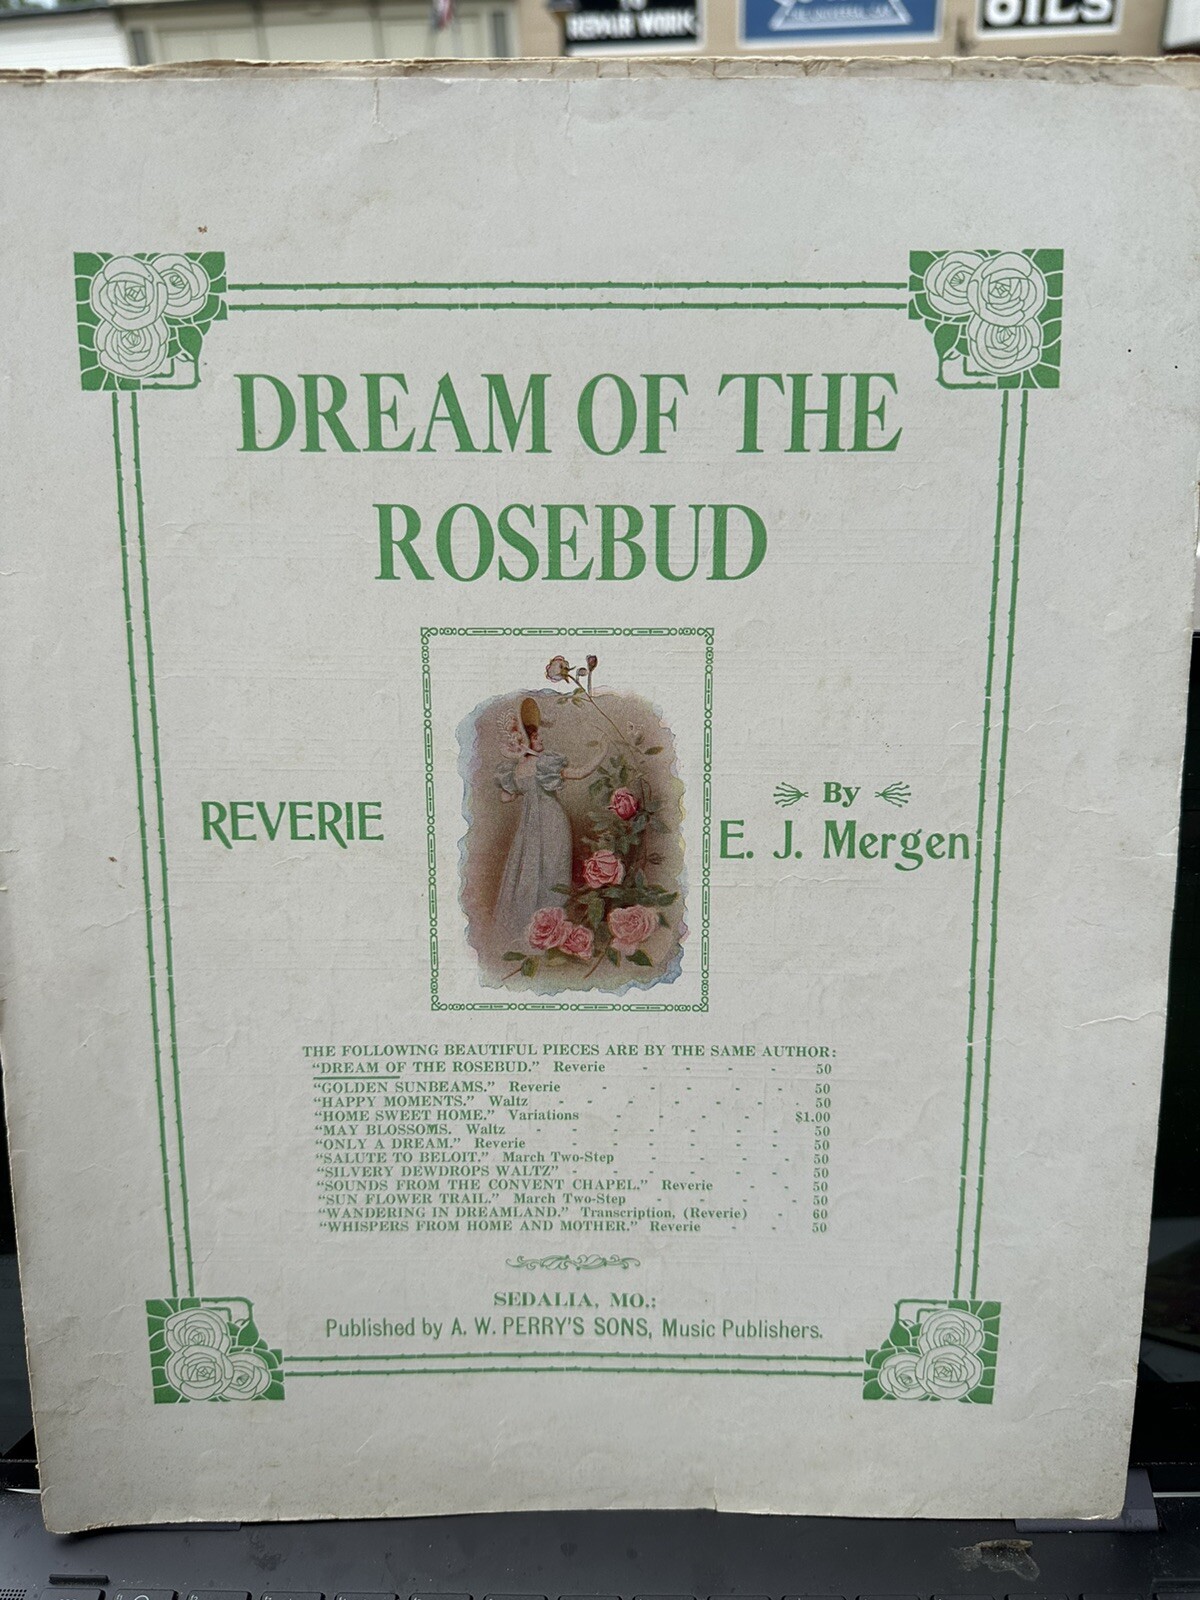 REPAIR WORK
THE UNIVERSAL CAR
OILS
DREAM OF THE
ROSEBUD
REVERIE
By
E. J. Mergen
THE FOLLOWING BEAUTIFUL PIECES ARE BY THE SAME AUTHOR:
“DREAM OF THE ROSEBUD.” Reverie - - - - 50
“GOLDEN SUNBEAMS.” Reverie - - - - - 50
“HAPPY MOMENTS.” Waltz - - - - - - - 50
“HOME SWEET HOME.” Variations - - - - - $1.00
“MAY BLOSSOMS. Waltz - - - - - - - 50
“ONLY A DREAM.” Reverie - - - - - - 50
“SALUTE TO BELOIT.” March Two-Step - - - - 50
“SILVERY DEWDROPS WALTZ” - - - - - - 50
“SOUNDS FROM THE CONVENT CHAPEL.” Reverie - - - 50
“SUN FLOWER TRAIL.” March Two-Step - - - - 50
“WANDERING IN DREAMLAND.” Transcription, (Reverie) - 60
“WHISPERS FROM HOME AND MOTHER.” Reverie - - 50
SEDALIA, MO.:
Published by A. W. PERRY'S SONS, Music Publishers.